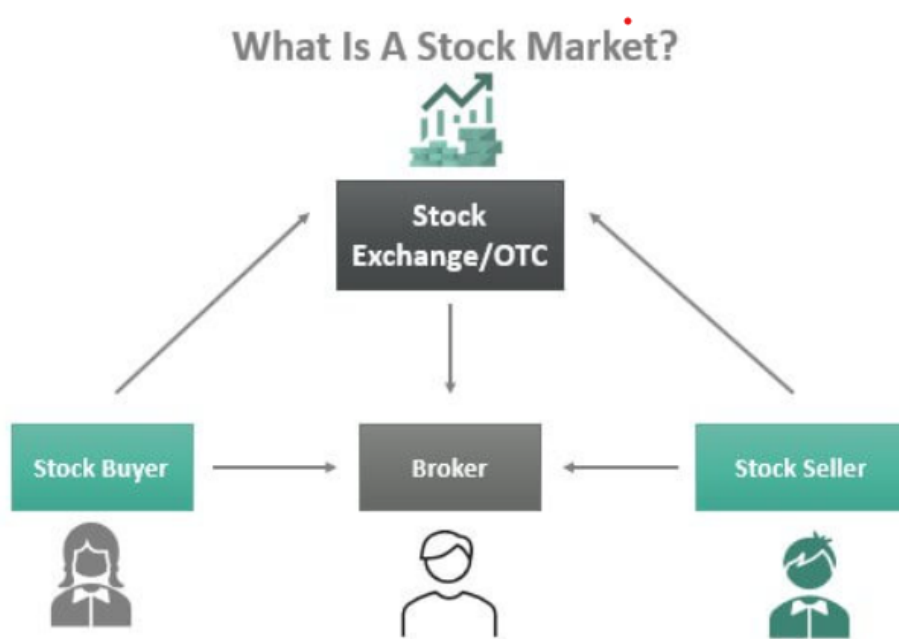 What Is A Stock Market?
Stock
Exchange/OTC
Stock Buyer
Broker
Stock Seller